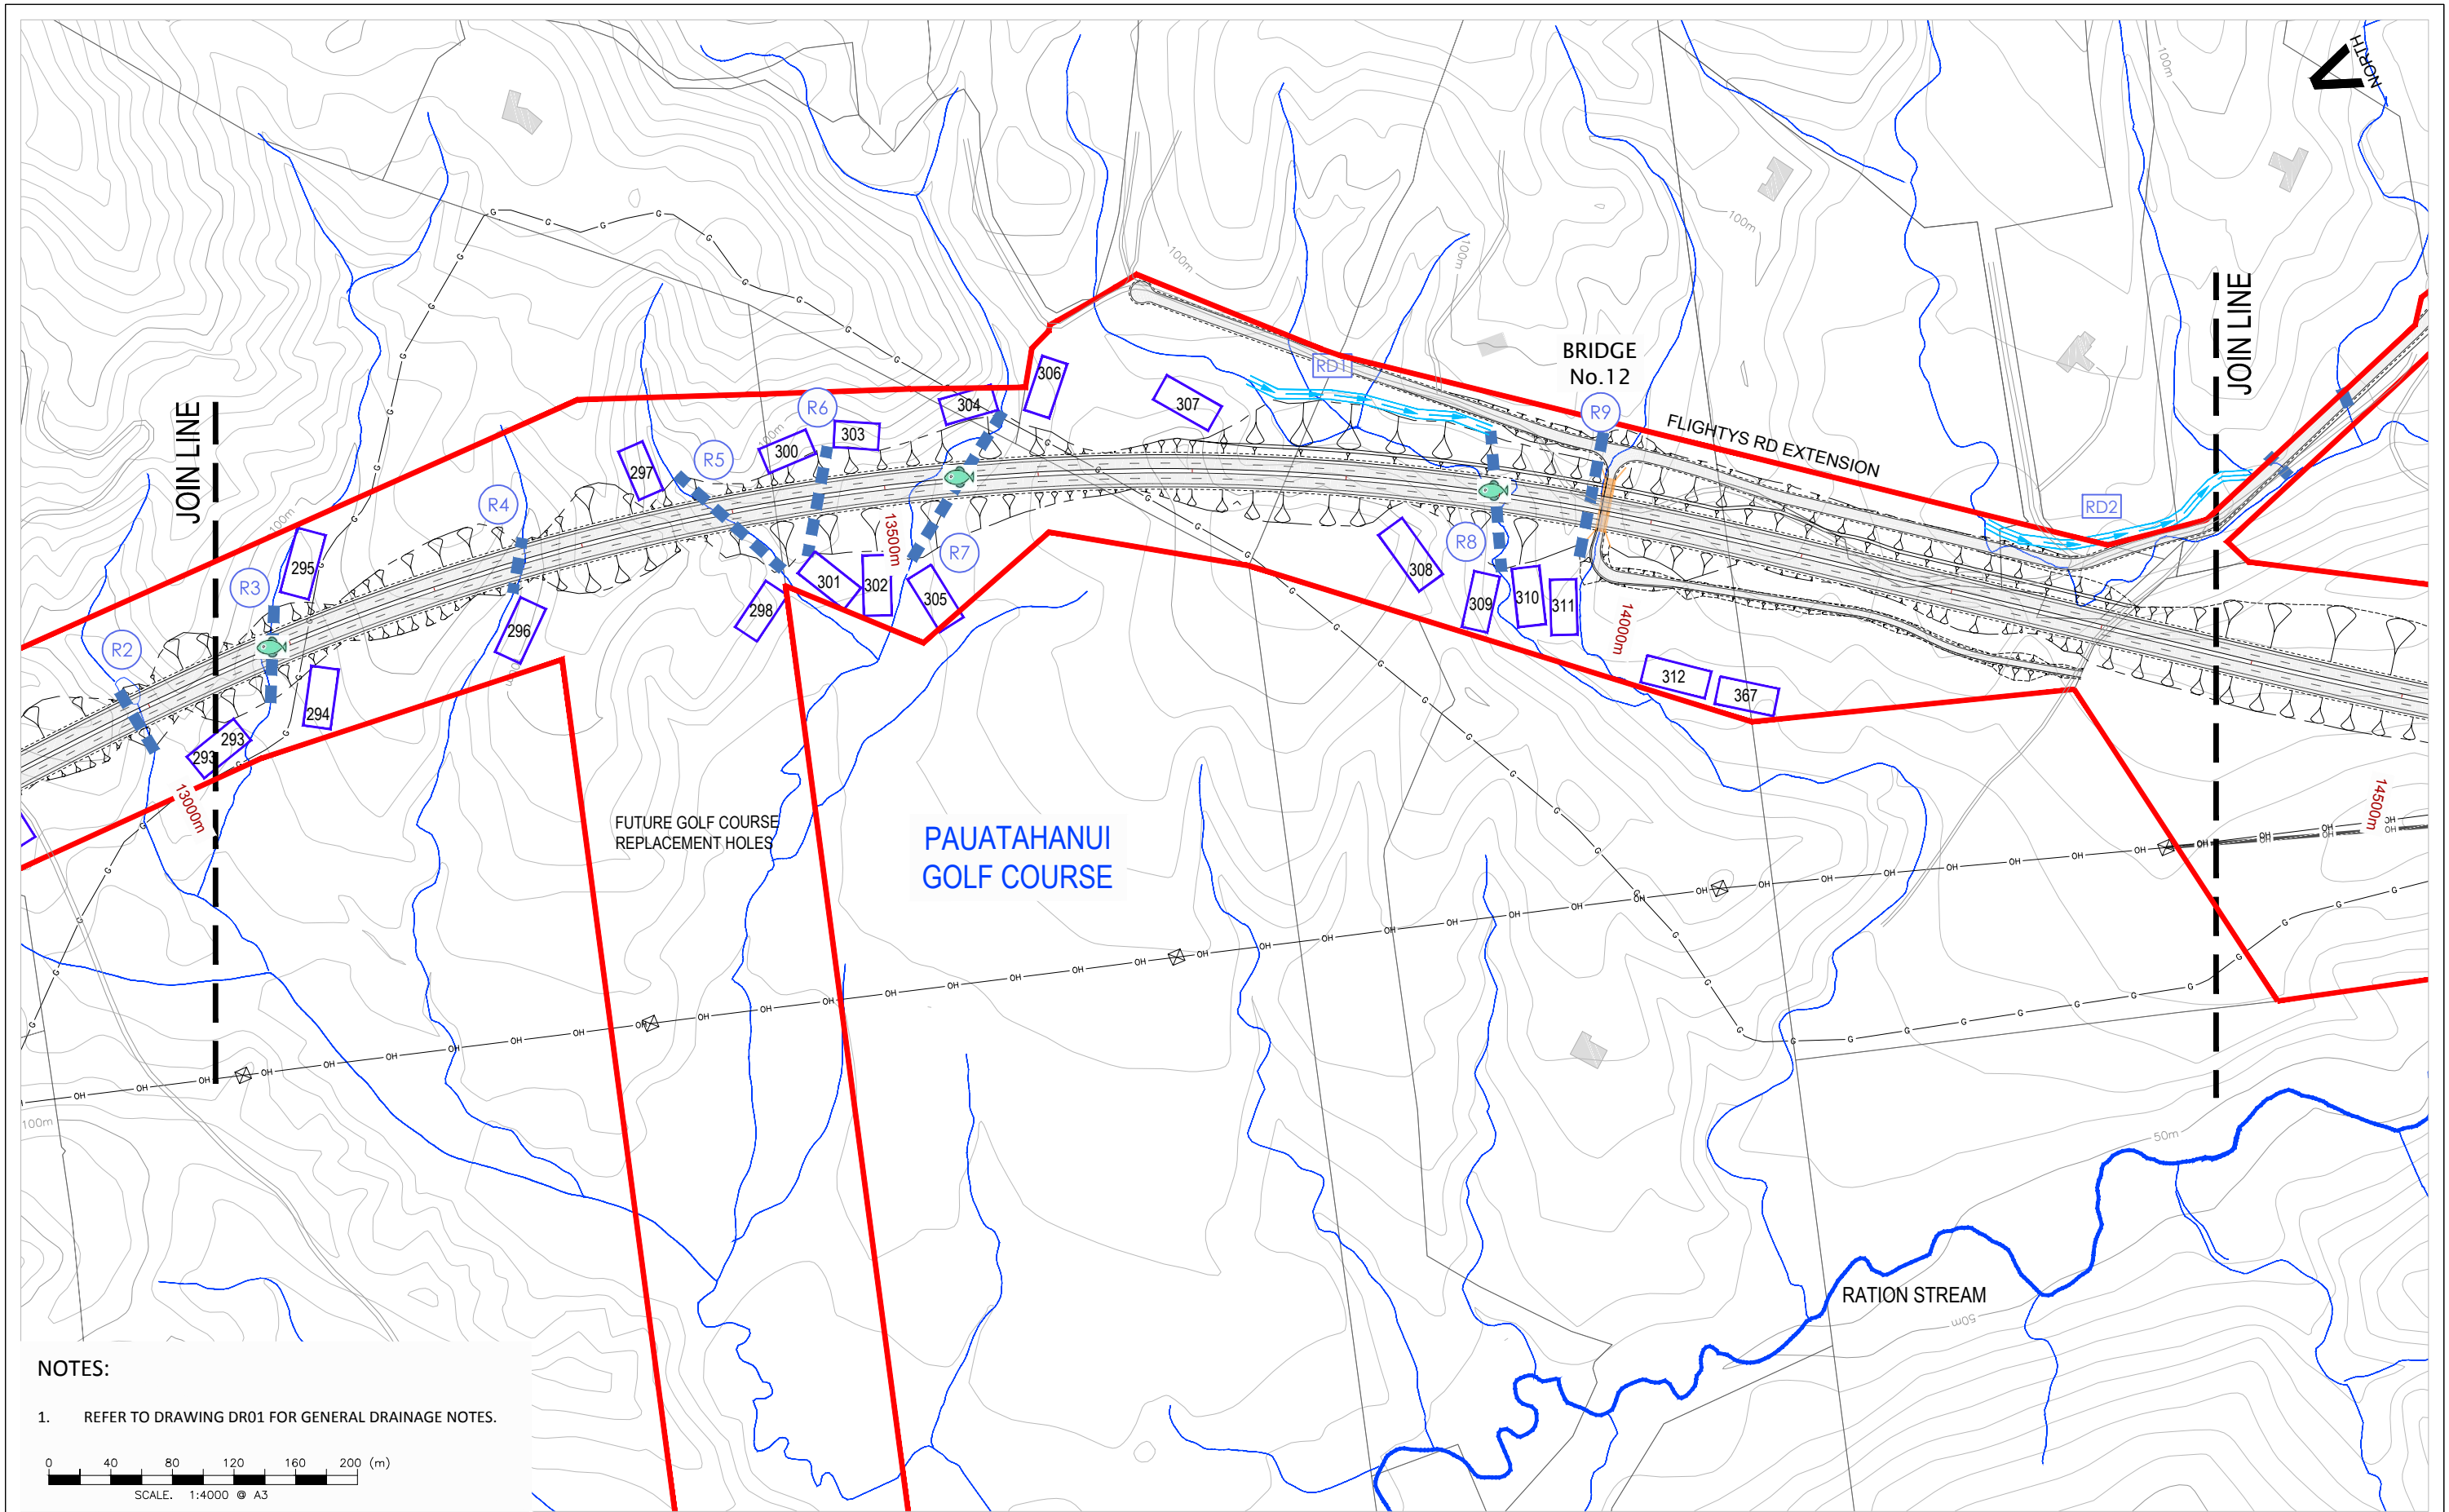 NORTH
100m
100m
100m
100m
100m
JOIN LINE
JOIN LINE
BRIDGE
No.12
FLIGHTYS RD EXTENSION
RD1
RD2
R2
R3
R4
R5
R6
R7
R8
R9
293
293
294
295
296
297
298
300
301
302
303
304
305
306
307
308
309
310
311
312
367
100m
100m
13000m
13500m
14000m
14500m
FUTURE GOLF COURSE
REPLACEMENT HOLES
PAUATAHANUI
GOLF COURSE
100m
50m
RATION STREAM
50m
NOTES:
1. REFER TO DRAWING DR01 FOR GENERAL DRAINAGE NOTES.
0 40 80 120 160 200 (m)
SCALE. 1:4000 @ A3